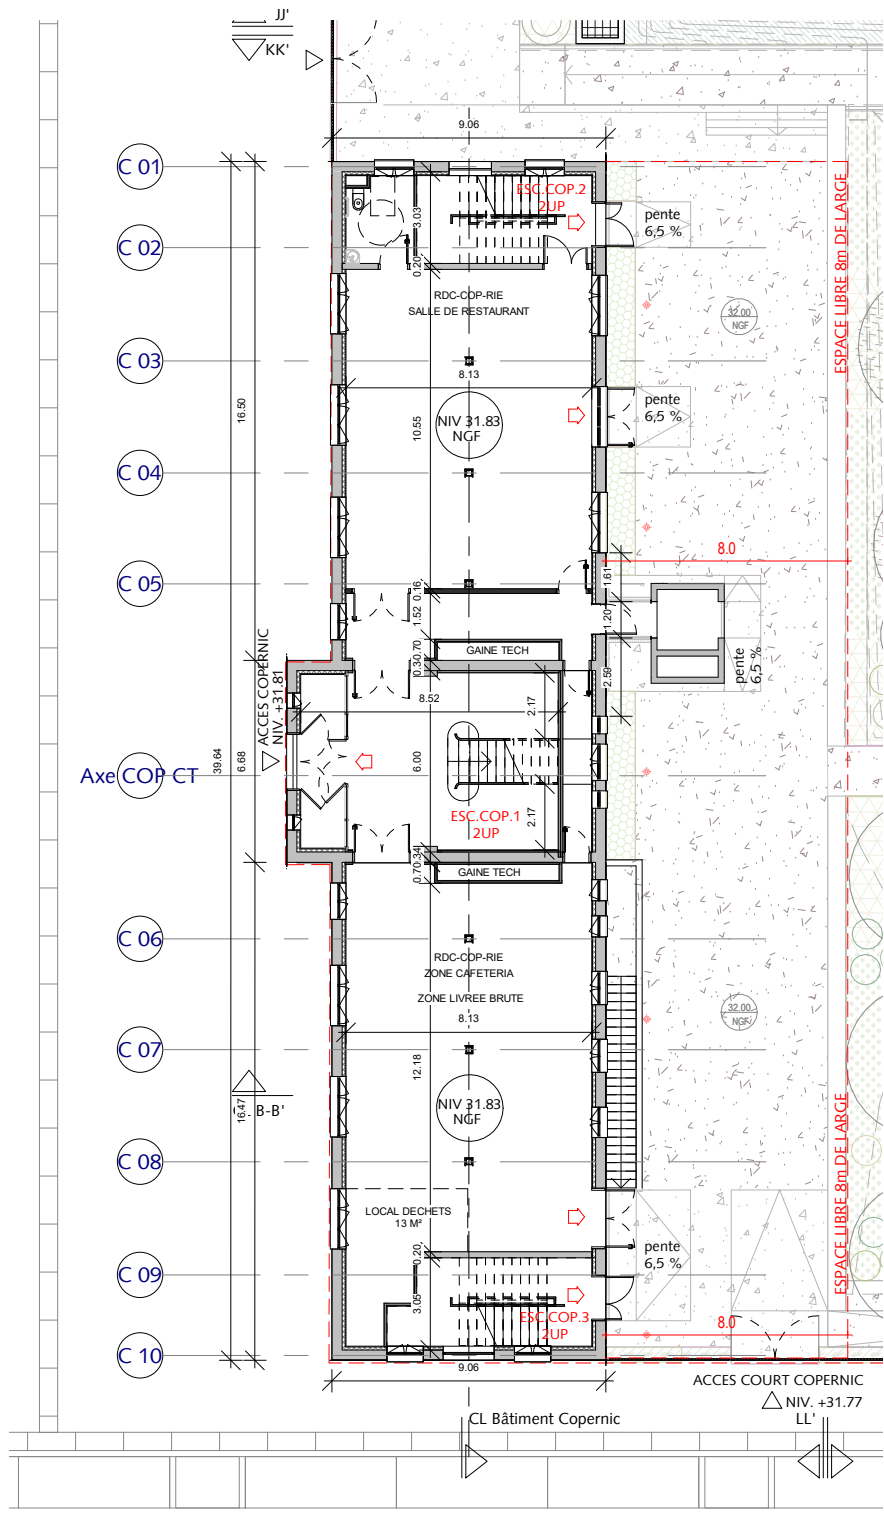 JJ'
KK'
9.06
C 01
ESC.COP.2
2UP
3.03
pente
6,5 %
C 02
0.20
RDC-COP-RIE
SALLE DE RESTAURANT
32.00
NGF
ESPACE LIBRE 8m DE LARGE
C 03
8.13
16.50
10.55
NIV 31.83
NGF
pente
6,5 %
C 04
8.0
C 05
0.16
1.61
1.52
1.20
GAINE TECH
0.70
0.30
2.59
pente
6,5 %
ACCES COPERNIC
NIV. +31.81
8.52
2.17
39.64
6.68
6.00
Axe COP CT
ESC.COP.1
2UP
2.17
0.34
0.70
GAINE TECH
C 06
RDC-COP-RIE
ZONE CAFETERIA
ZONE LIVREE BRUTE
8.13
32.00
NGF
C 07
12.18
B-B'
16.47
NIV 31.83
NGF
ESPACE LIBRE 8m DE LARGE
C 08
LOCAL DECHETS
13 M²
0.20
pente
6,5 %
C 09
3.05
ESC.COP.3
2UP
8.0
C 10
9.06
ACCES COURT COPERNIC
NIV. +31.77
CL Bâtiment Copernic
LL'